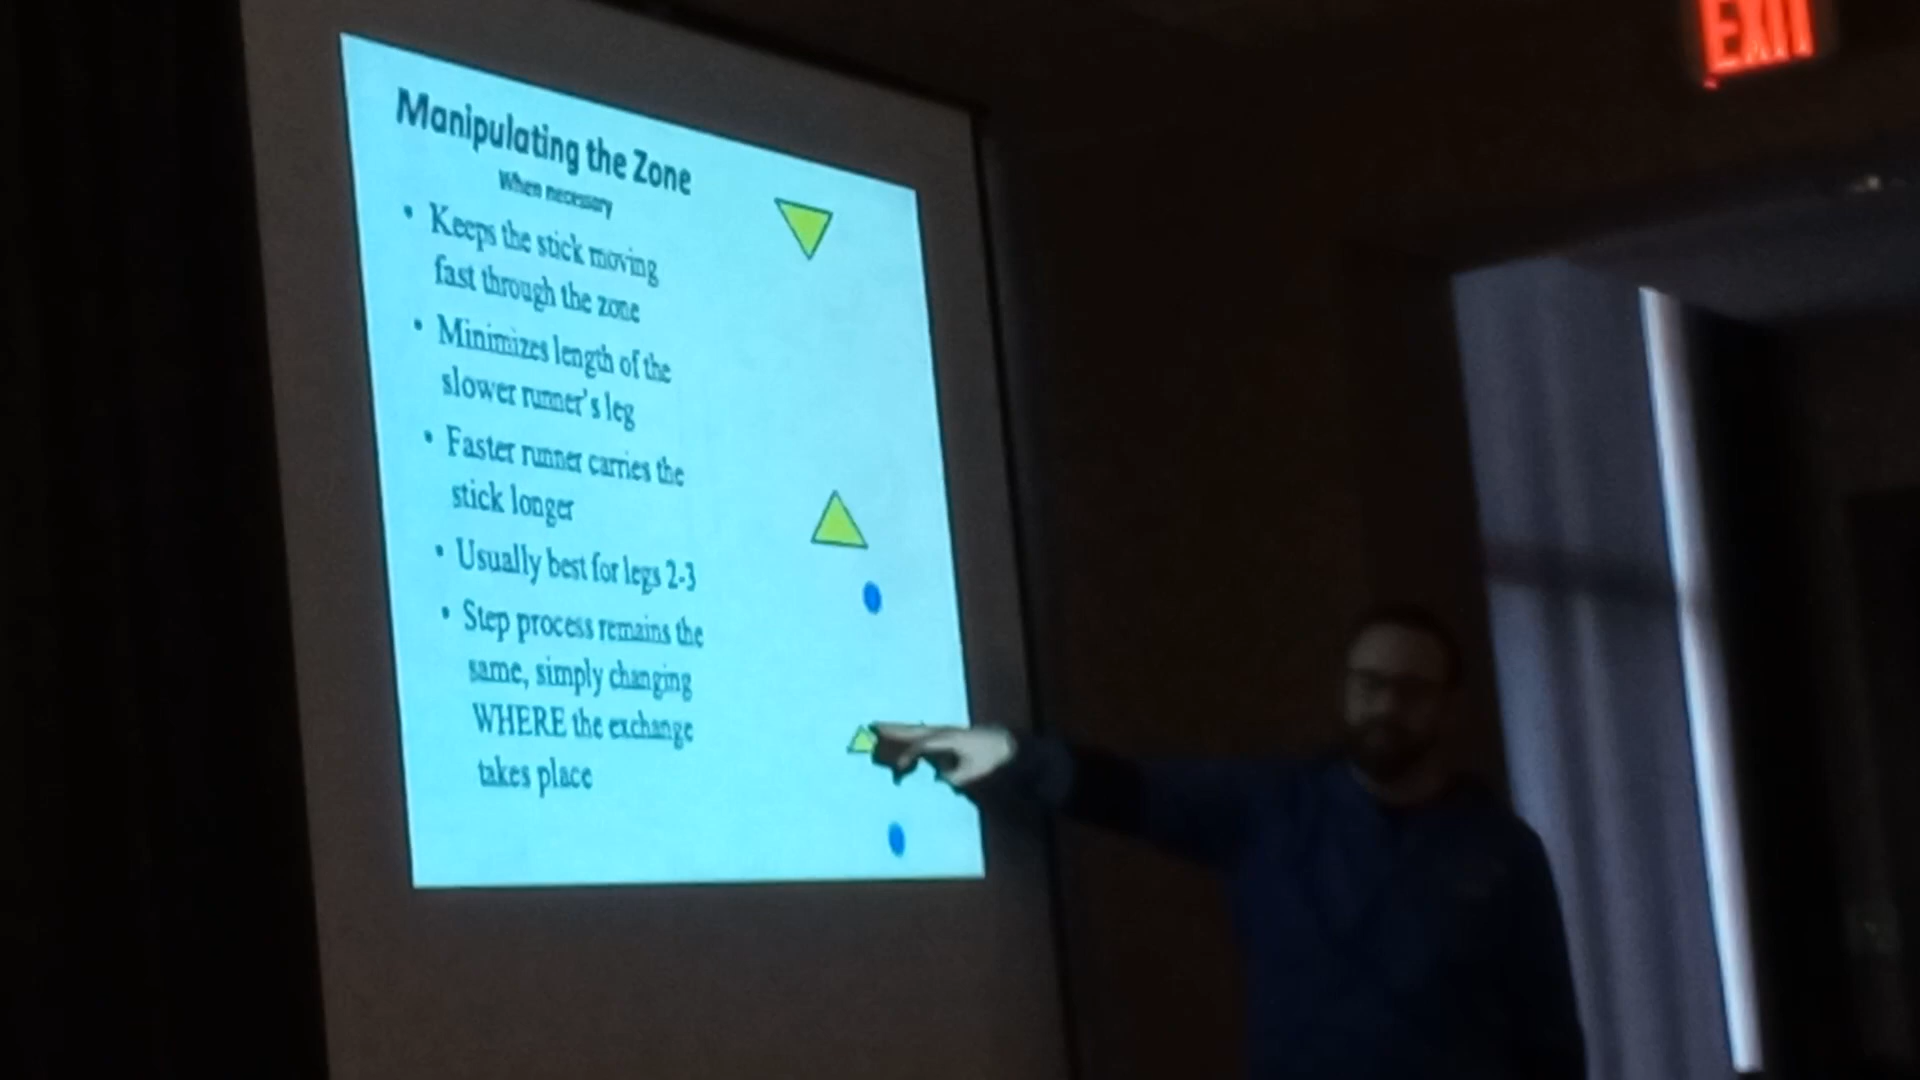 EXIT
Manipulating the Zone
When necessary
• Keeps the stick moving
fast through the zone
• Minimizes length of the
slower runner's leg
• Faster runner carries the
stick longer
• Usually best for legs 2-3
• Step process remains the
same, simply changing
WHERE the exchange
takes place